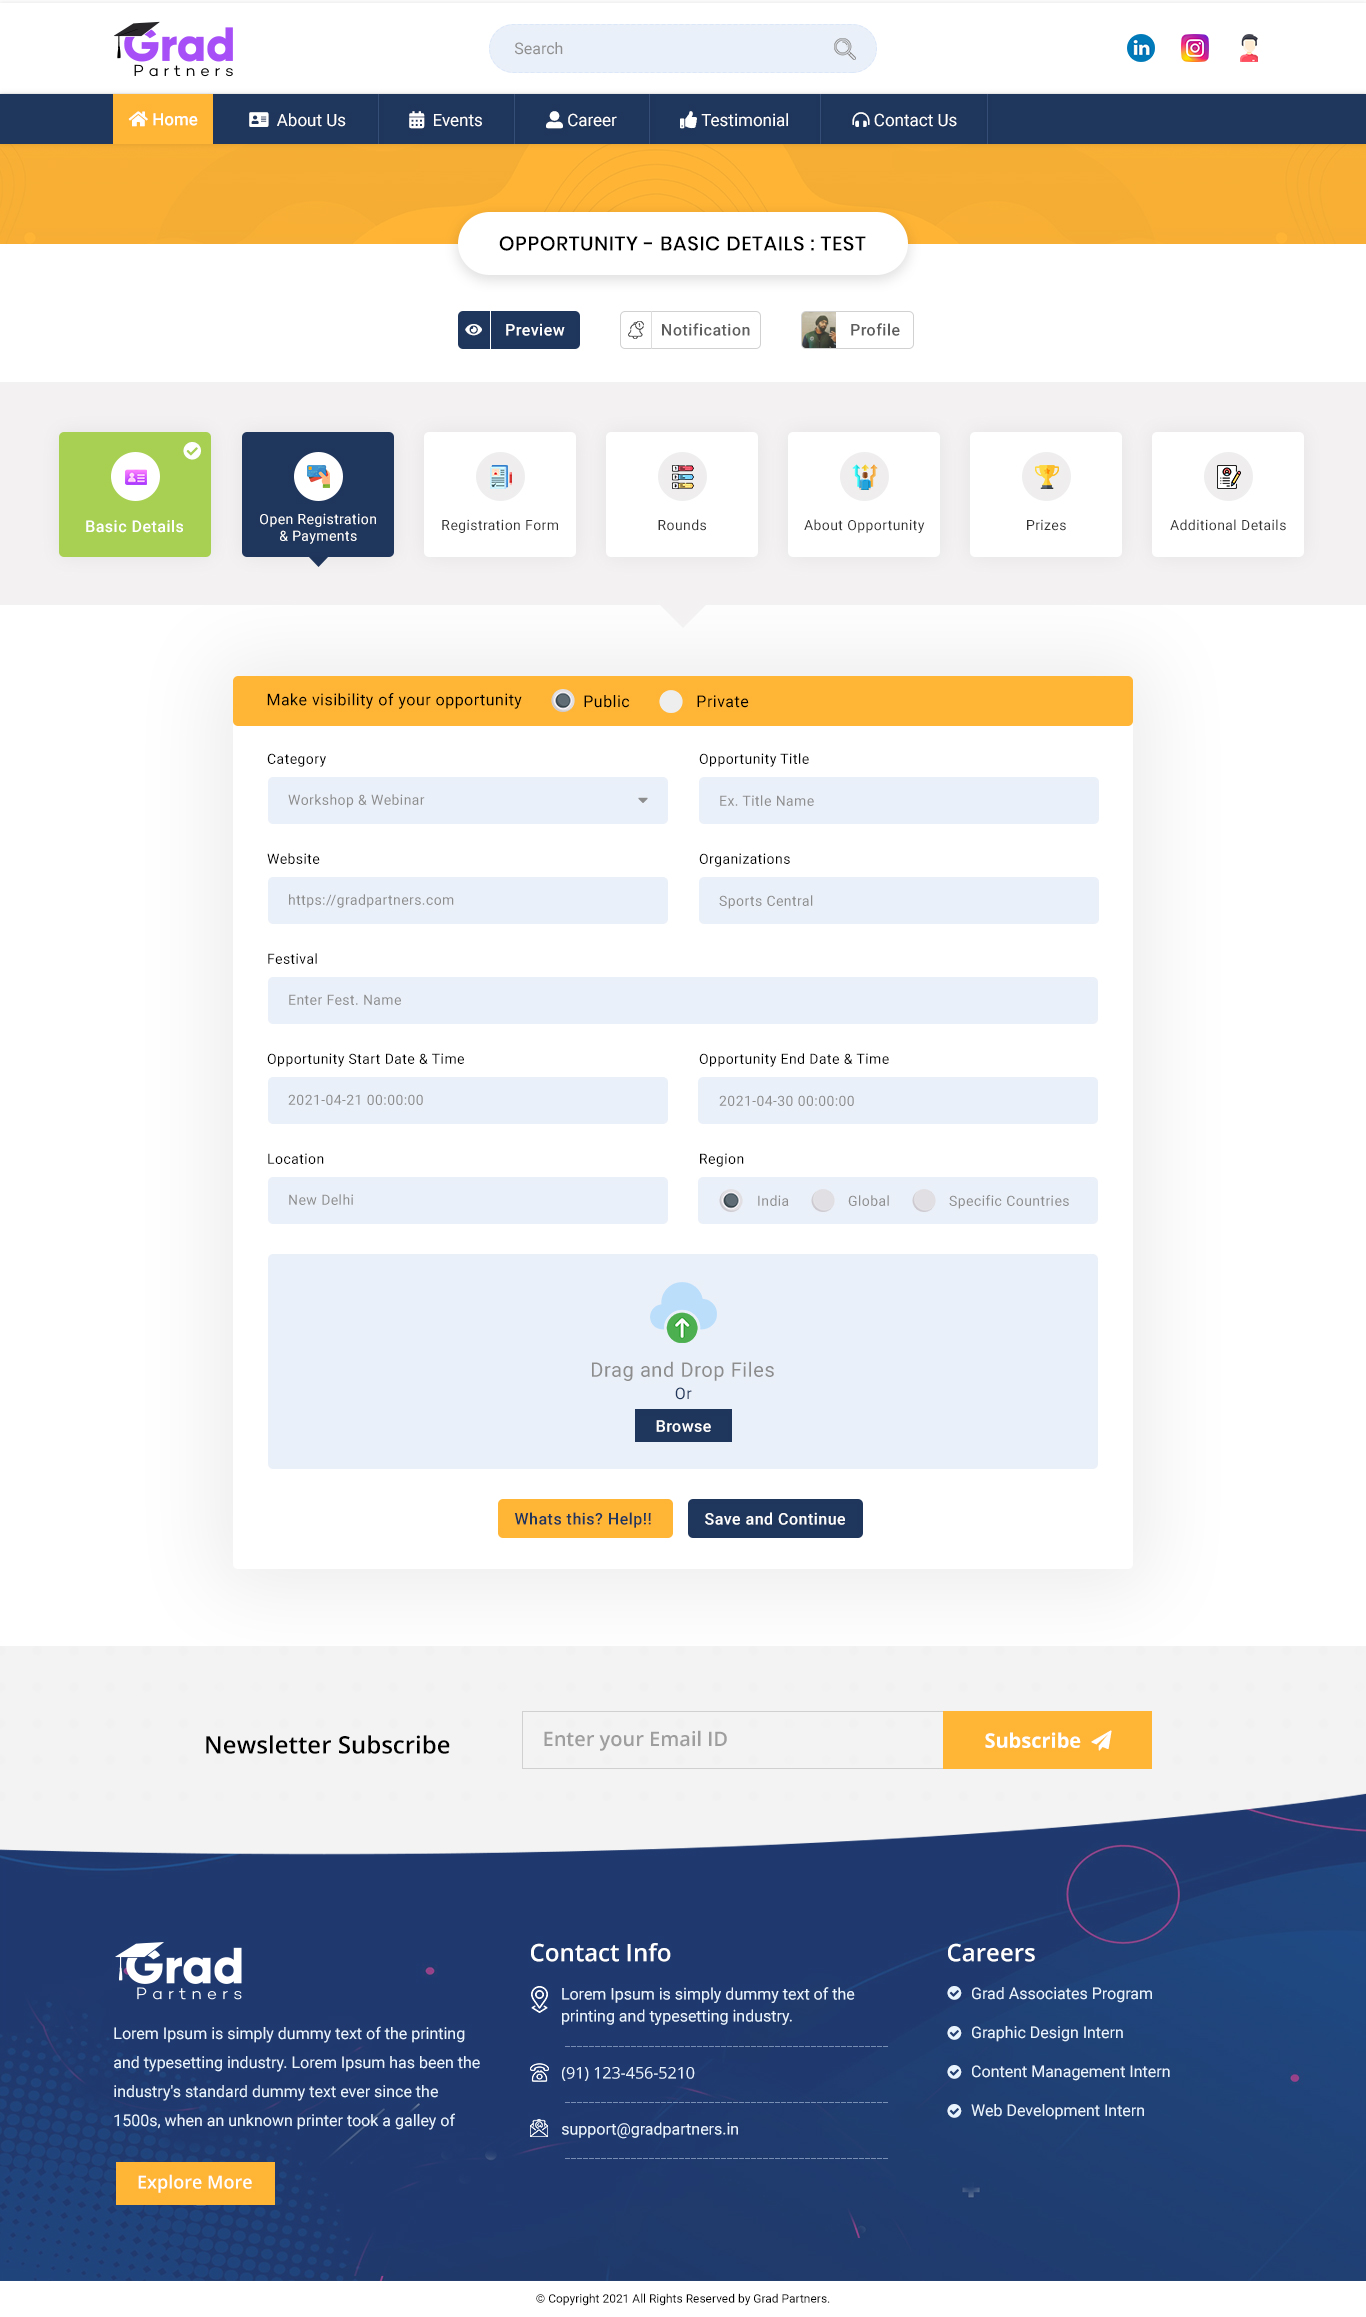 Grad
Partners
Search
in
Home
About Us
Events
Career
Testimonial
Contact Us
OPPORTUNITY - BASIC DETAILS : TEST
Preview
Notification
Profile
Basic Details
Open Registration
& Payments
Registration Form
Rounds
About Opportunity
Prizes
Additional Details
Make visibility of your opportunity
Public
Private
Category
Opportunity Title
Workshop & Webinar
Ex. Title Name
Website
Organizations
https://gradpartners.com
Sports Central
Festival
Enter Fest. Name
Opportunity Start Date & Time
Opportunity End Date & Time
2021-04-21 00:00:00
2021-04-30 00:00:00
Location
Region
New Delhi
India
Global
Specific Countries
Drag and Drop Files
Or
Browse
Whats this? Help!!
Save and Continue
Newsletter Subscribe
Enter your Email ID
Subscribe
Grad
Partners
Lorem Ipsum is simply dummy text of the printing
and typesetting industry. Lorem Ipsum has been the
industry's standard dummy text ever since the
1500s, when an unknown printer took a galley of
Explore More
Contact Info
Lorem Ipsum is simply dummy text of the
printing and typesetting industry.
(91) 123-456-5210
support@gradpartners.in
Careers
Grad Associates Program
Graphic Design Intern
Content Management Intern
Web Development Intern
© Copyright 2021 All Rights Reserved by Grad Partners.